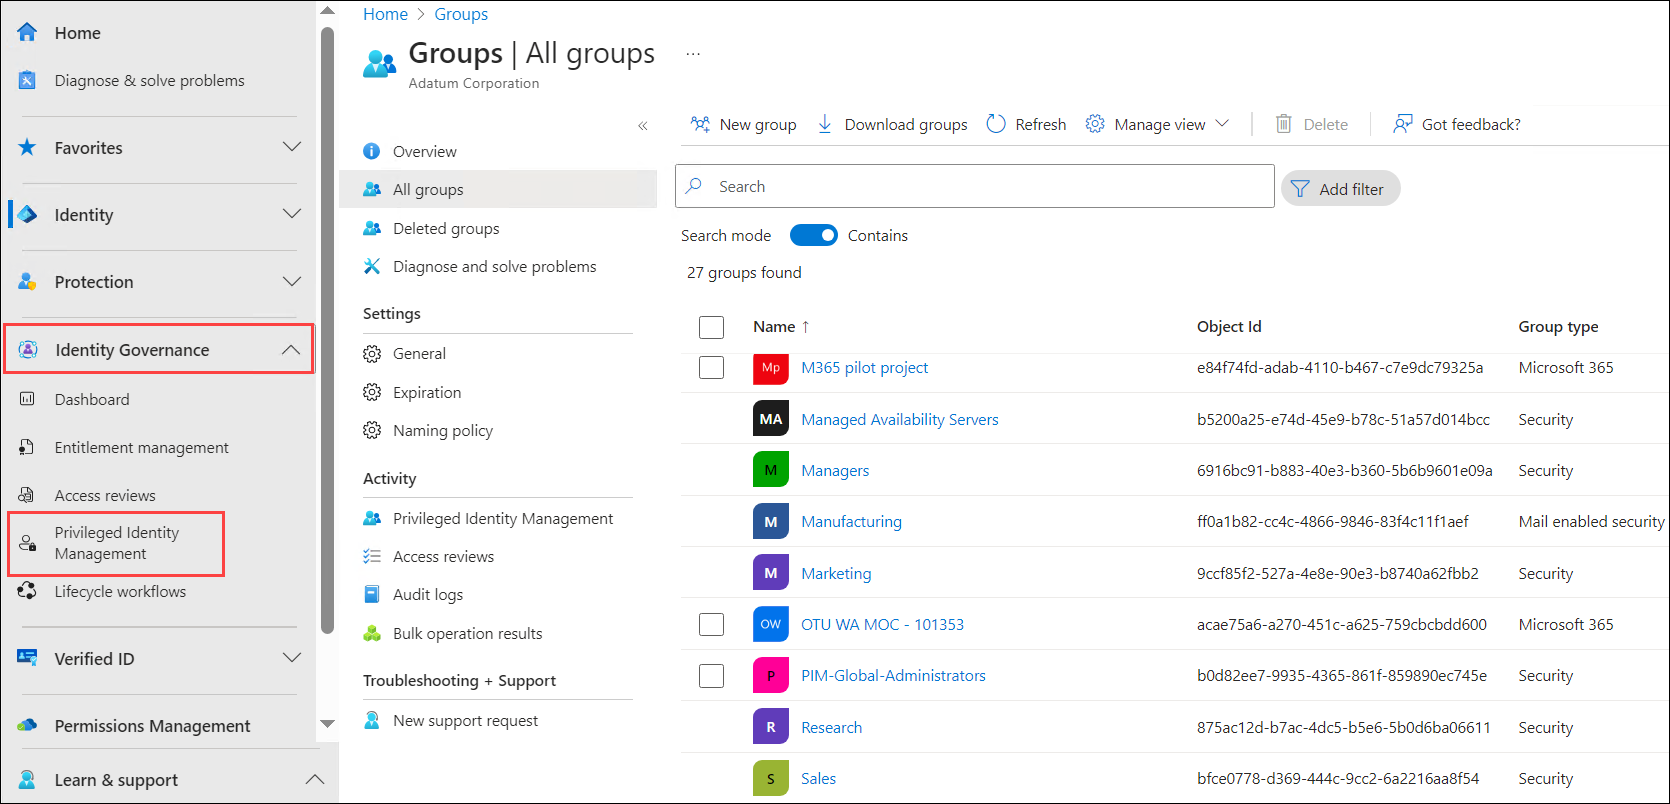 Home
Diagnose & solve problems
Favorites
Identity
Protection
Identity Governance
Dashboard
Entitlement management
Access reviews
Privileged Identity
Management
Lifecycle workflows
Verified ID
Permissions Management
Learn & support
Home > Groups
Groups | All groups ...
Adatum Corporation
«
Overview
All groups
Deleted groups
Diagnose and solve problems
Settings
General
Expiration
Naming policy
Activity
Privileged Identity Management
Access reviews
Audit logs
Bulk operation results
Troubleshooting + Support
New support request
New group Download groups Refresh Manage view Delete Got feedback?
Search Add filter
Search mode Contains
27 groups found
Name ↑ Object Id Group type
Mp M365 pilot project e84f74fd-adab-4110-b467-c7e9dc79325a Microsoft 365
MA Managed Availability Servers b5200a25-e74d-45e9-b78c-51a57d014bcc Security
M Managers 6916bc91-b883-40e3-b360-5b6b9601e09a Security
M Manufacturing ff0a1b82-cc4c-4866-9846-83f4c11f1aef Mail enabled security
M Marketing 9ccf85f2-527a-4e8e-90e3-b8740a62fbb2 Security
OW OTU WA MOC - 101353 acae75a6-a270-451c-a625-759cbcbdd600 Microsoft 365
P PIM-Global-Administrators b0d82ee7-9935-4365-861f-859890ec745e Security
R Research 875ac12d-b7ac-4dc5-b5e6-5b0d6ba06611 Security
S Sales bfce0778-d369-444c-9cc2-6a2216aa8f54 Security